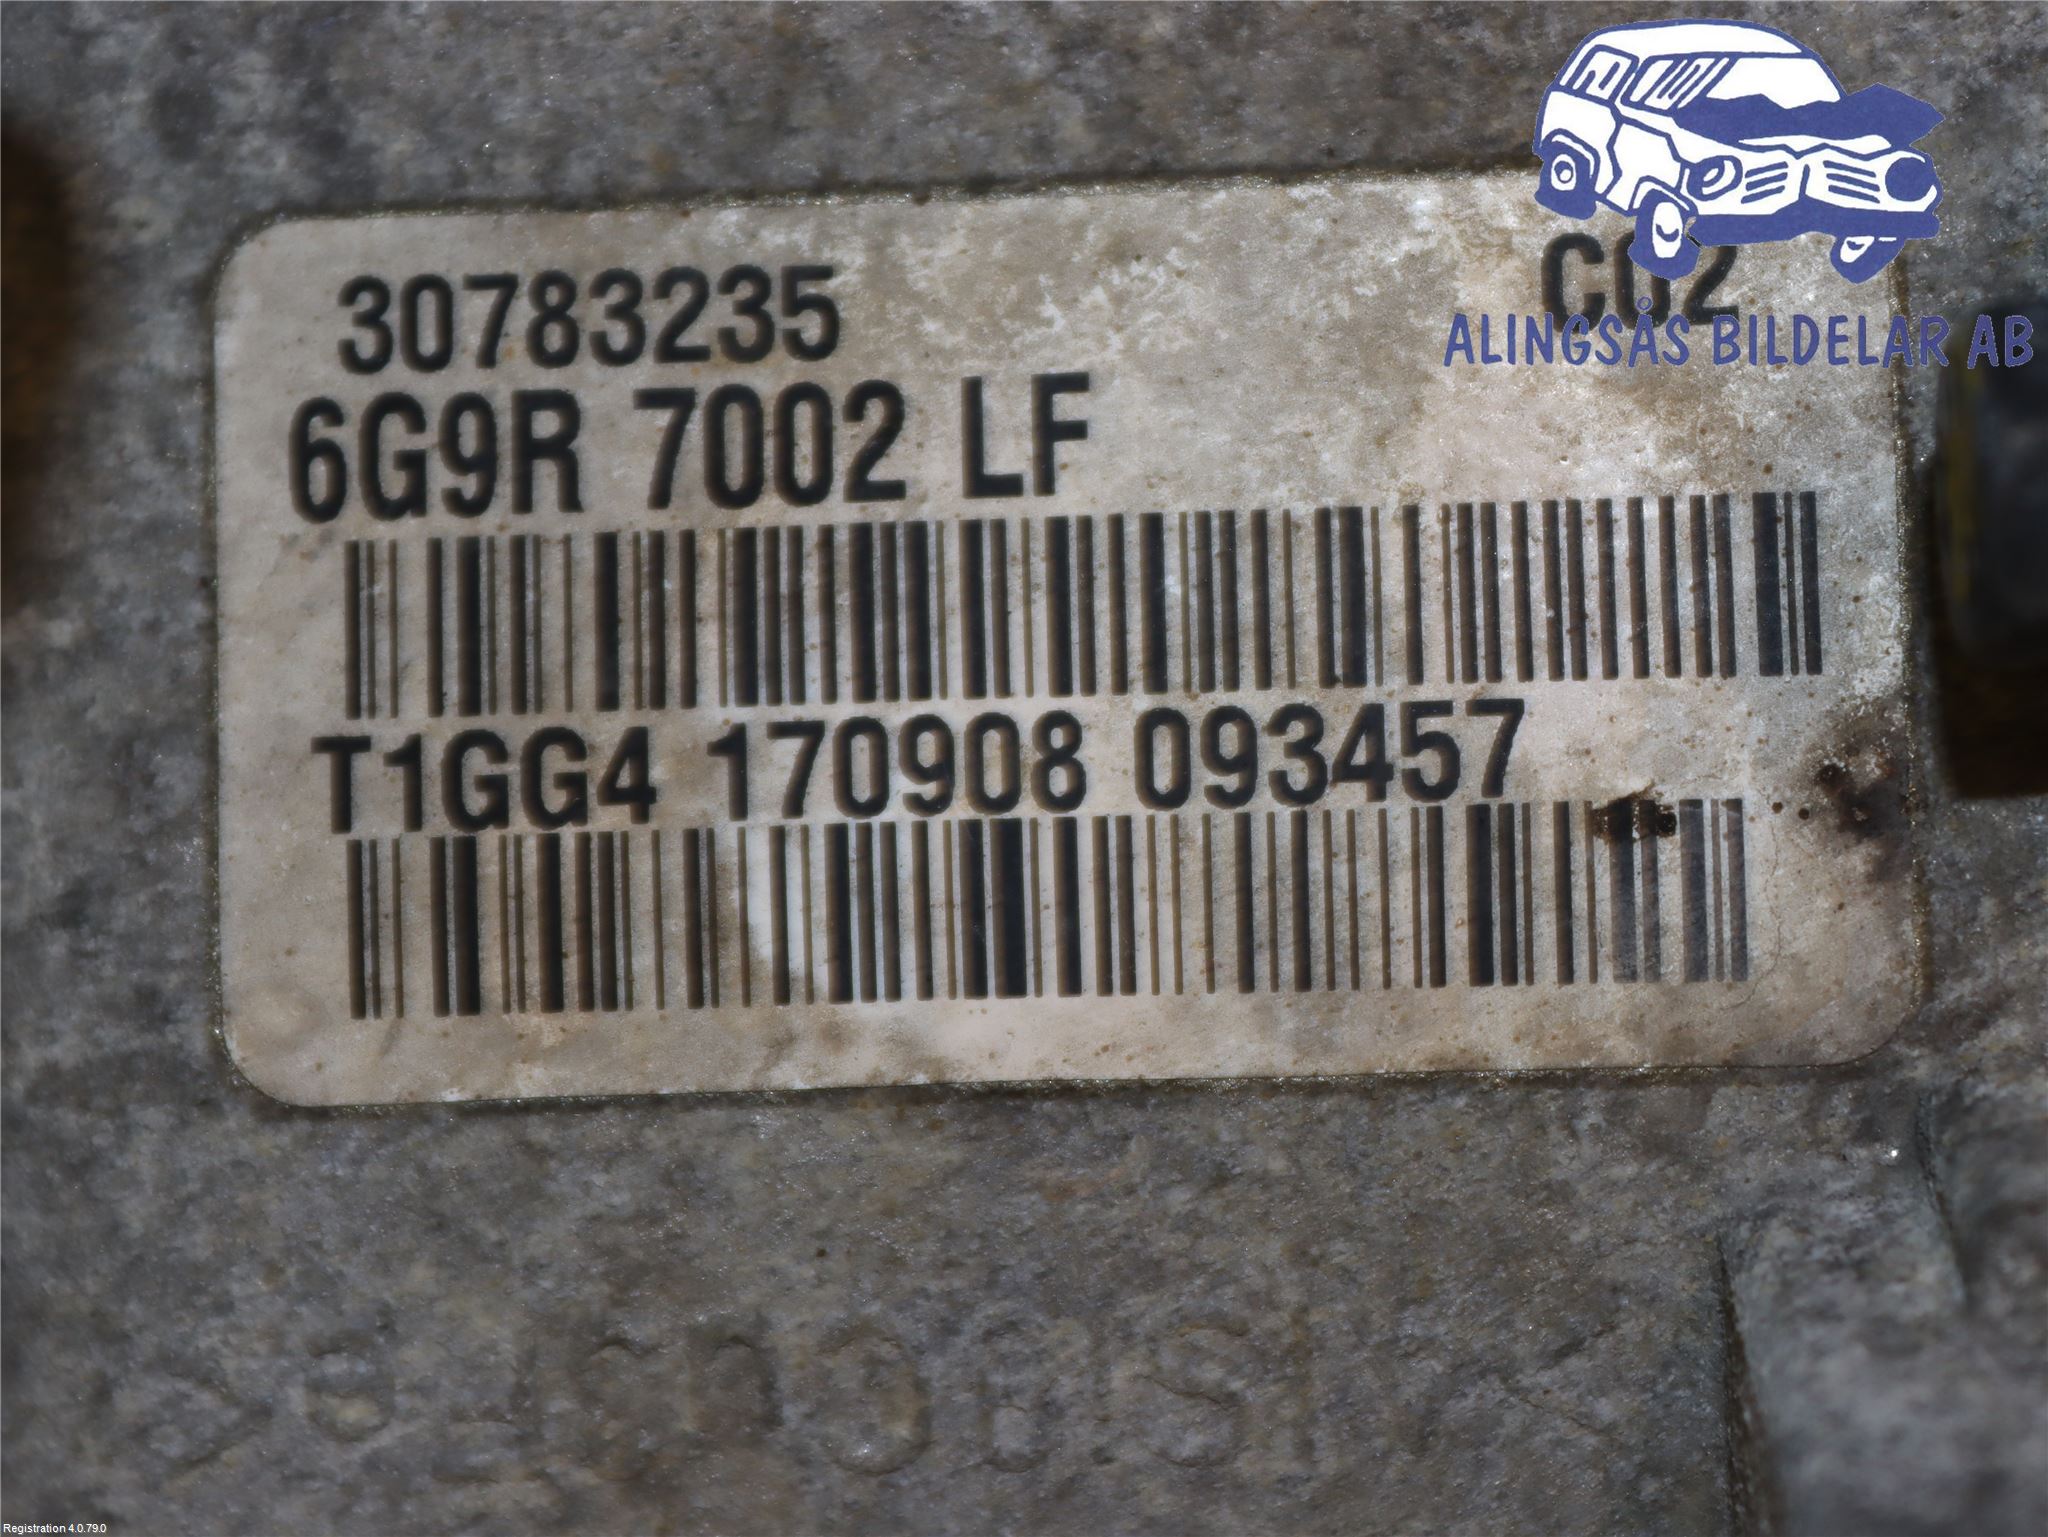 30783235
C02
ALINGSÅS BILDELAR AB
6G9R 7002 LF
T1GG4 170908 093457
Registration 4.0.79.0